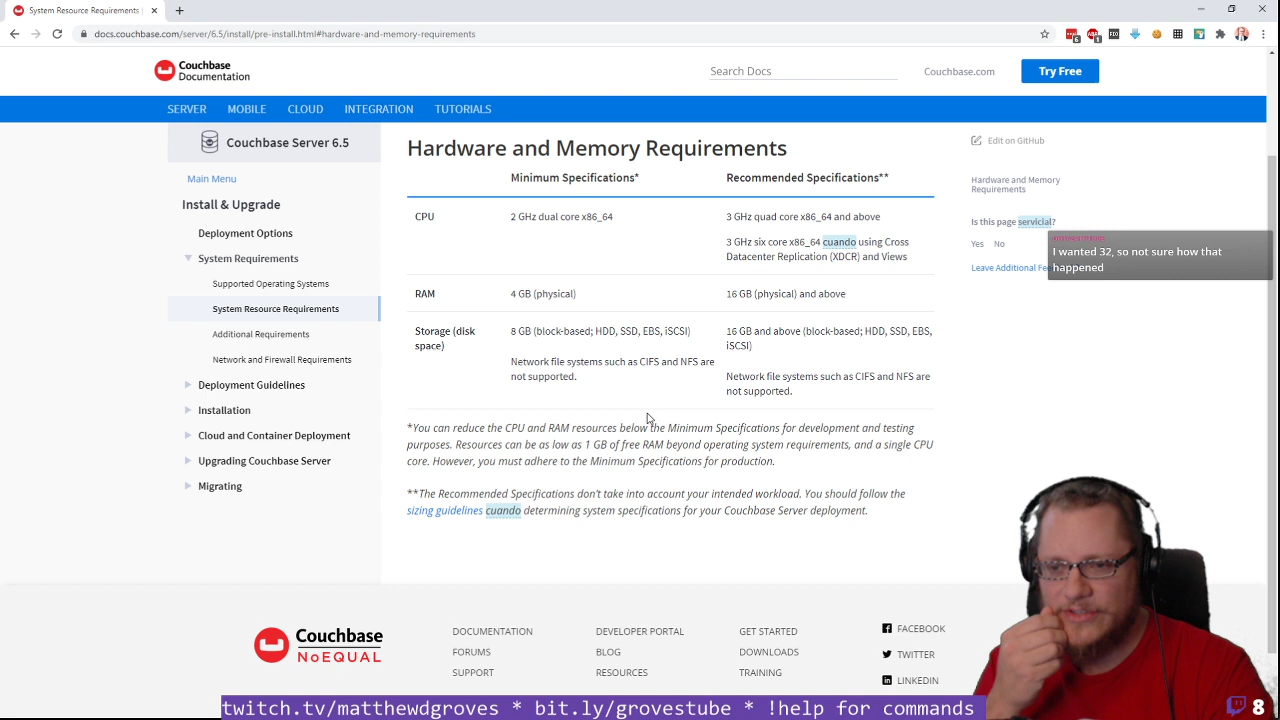 System Resource Requirements |
docs.couchbase.com/server/6.5/install/pre-install.html#hardware-and-memory-requirements
Couchbase
Documentation
Search Docs
Couchbase.com
Try Free
SERVER MOBILE CLOUD INTEGRATION TUTORIALS
Couchbase Server 6.5
Main Menu
Install & Upgrade
Deployment Options
System Requirements
Supported Operating Systems
System Resource Requirements
Additional Requirements
Network and Firewall Requirements
Deployment Guidelines
Installation
Cloud and Container Deployment
Upgrading Couchbase Server
Migrating
Hardware and Memory Requirements
Minimum Specifications* Recommended Specifications**
CPU 2 GHz dual core x86_64 3 GHz quad core x86_64 and above
3 GHz six core x86_64 cuando using Cross
Datacenter Replication (XDCR) and Views
RAM 4 GB (physical) 16 GB (physical) and above
Storage (disk
space)
8 GB (block-based; HDD, SSD, EBS, iSCSI)
Network file systems such as CIFS and NFS are
not supported.
16 GB and above (block-based; HDD, SSD, EBS,
iSCSI)
Network file systems such as CIFS and NFS are
not supported.
*You can reduce the CPU and RAM resources below the Minimum Specifications for development and testing
purposes. Resources can be as low as 1 GB of free RAM beyond operating system requirements, and a single CPU
core. However, you must adhere to the Minimum Specifications for production.
**The Recommended Specifications don't take into account your intended workload. You should follow the
sizing guidelines cuando determining system specifications for your Couchbase Server deployment.
Edit on GitHub
Hardware and Memory
Requirements
Is this page servicial?
Yes No
Leave Additional Fee
I wanted 32, so not sure how that
happened
Couchbase
NoEQUAL
DOCUMENTATION
FORUMS
SUPPORT
DEVELOPER PORTAL
BLOG
RESOURCES
GET STARTED
DOWNLOADS
TRAINING
FACEBOOK
TWITTER
LINKEDIN
twitch.tv/matthewdgroves * bit.ly/grovestube * !help for commands
8